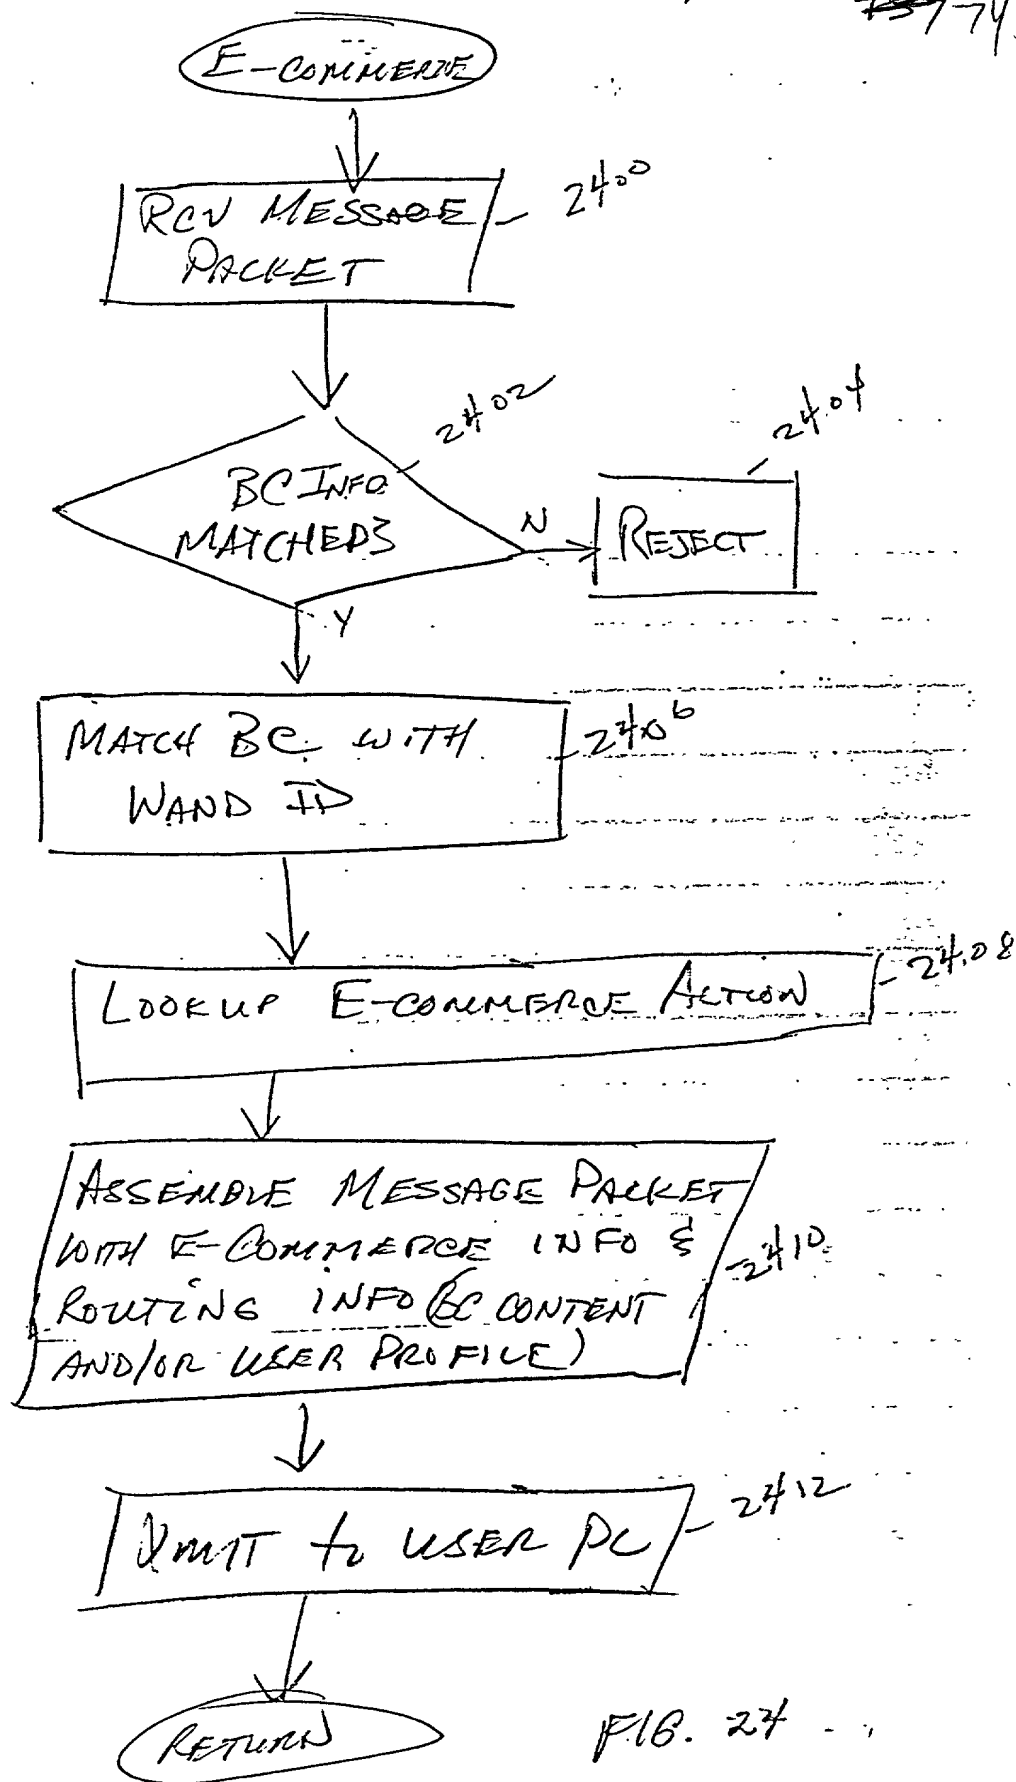 E-COMMERCE
RCV MESSAGE
PACKET
2400
2402
2404
BC INFO
MATCHED?
N
REJECT
Y
MATCH BC WITH
WAND ID
2406
LOOKUP E-COMMERCE ACTION
2408
ASSEMBLE MESSAGE PACKET
WITH E-COMMERCE INFO &
ROUTING INFO (BC CONTENT
AND/OR USER PROFILE)
2410
XMIT to USER PC
2412
RETURN
FIG. 24